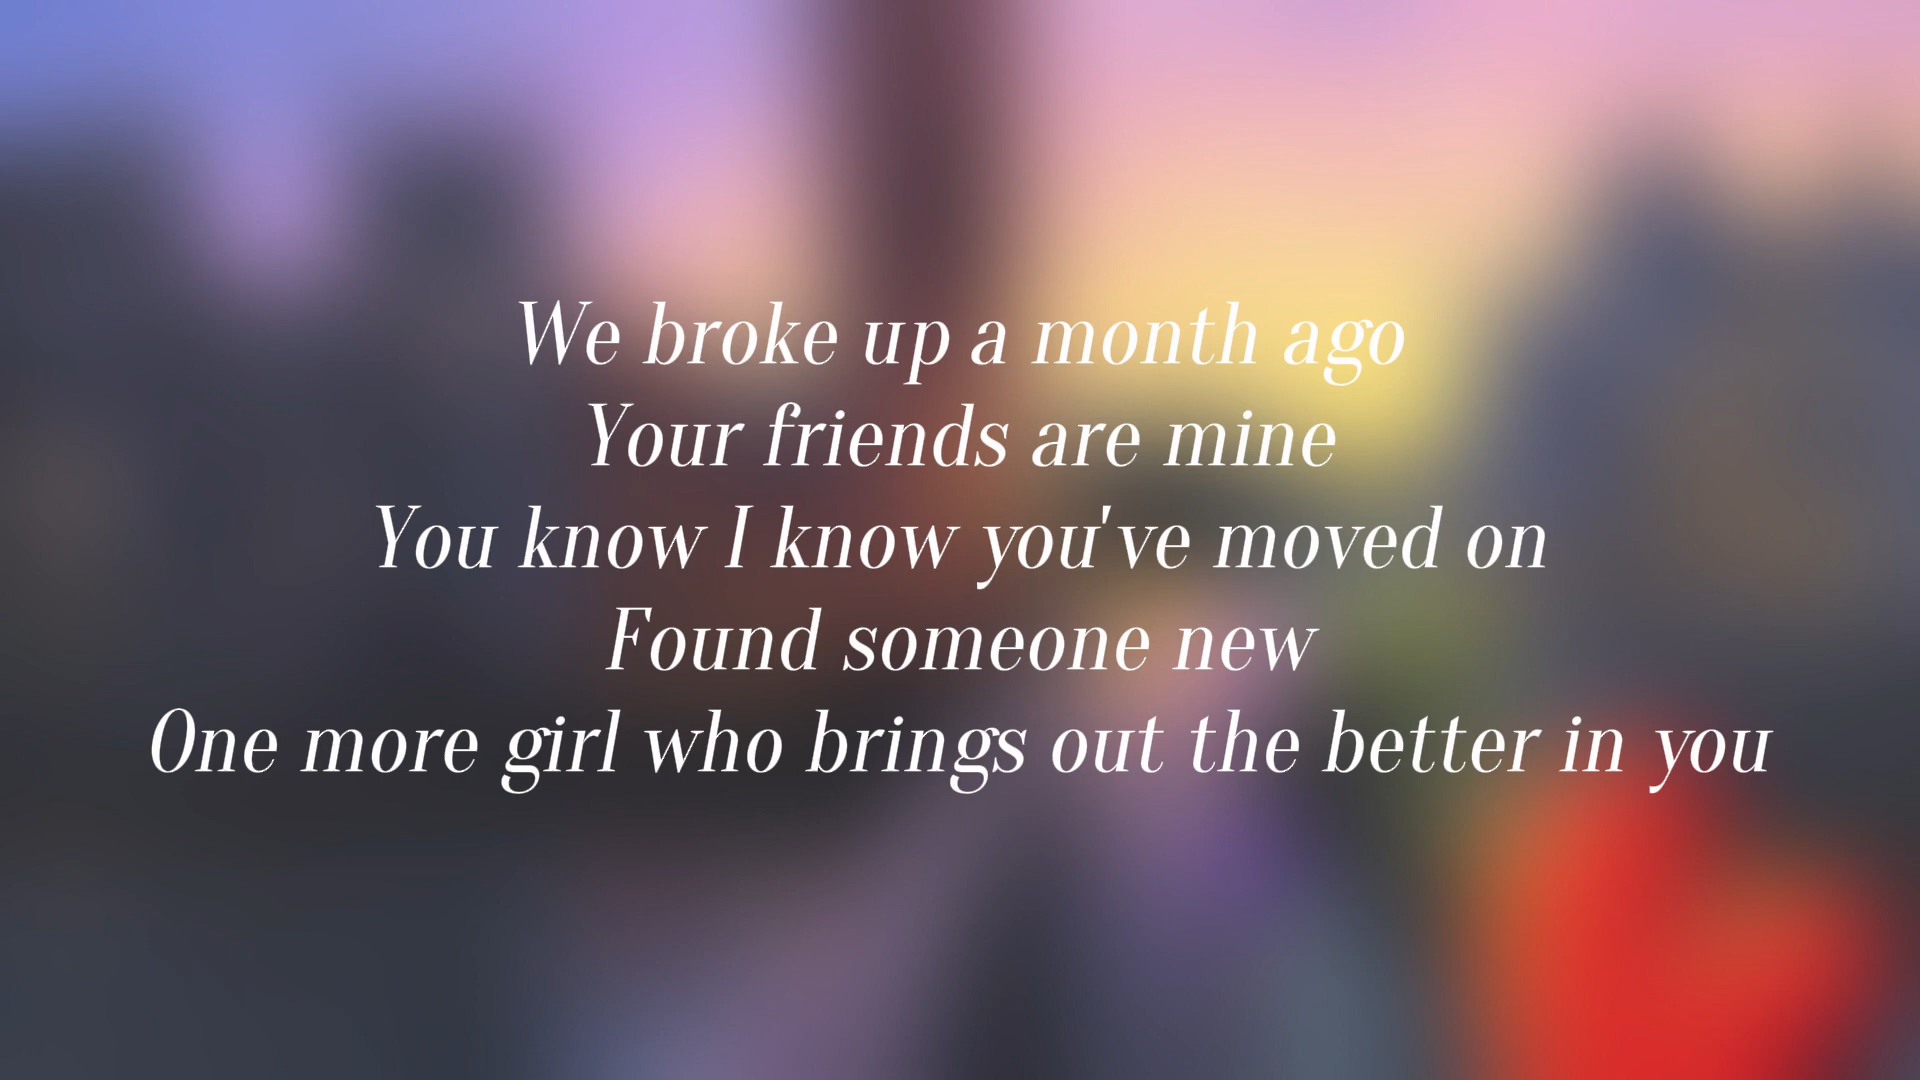 We broke up a month ago
Your friends are mine
You know I know you've moved on
Found someone new
One more girl who brings out the better in you